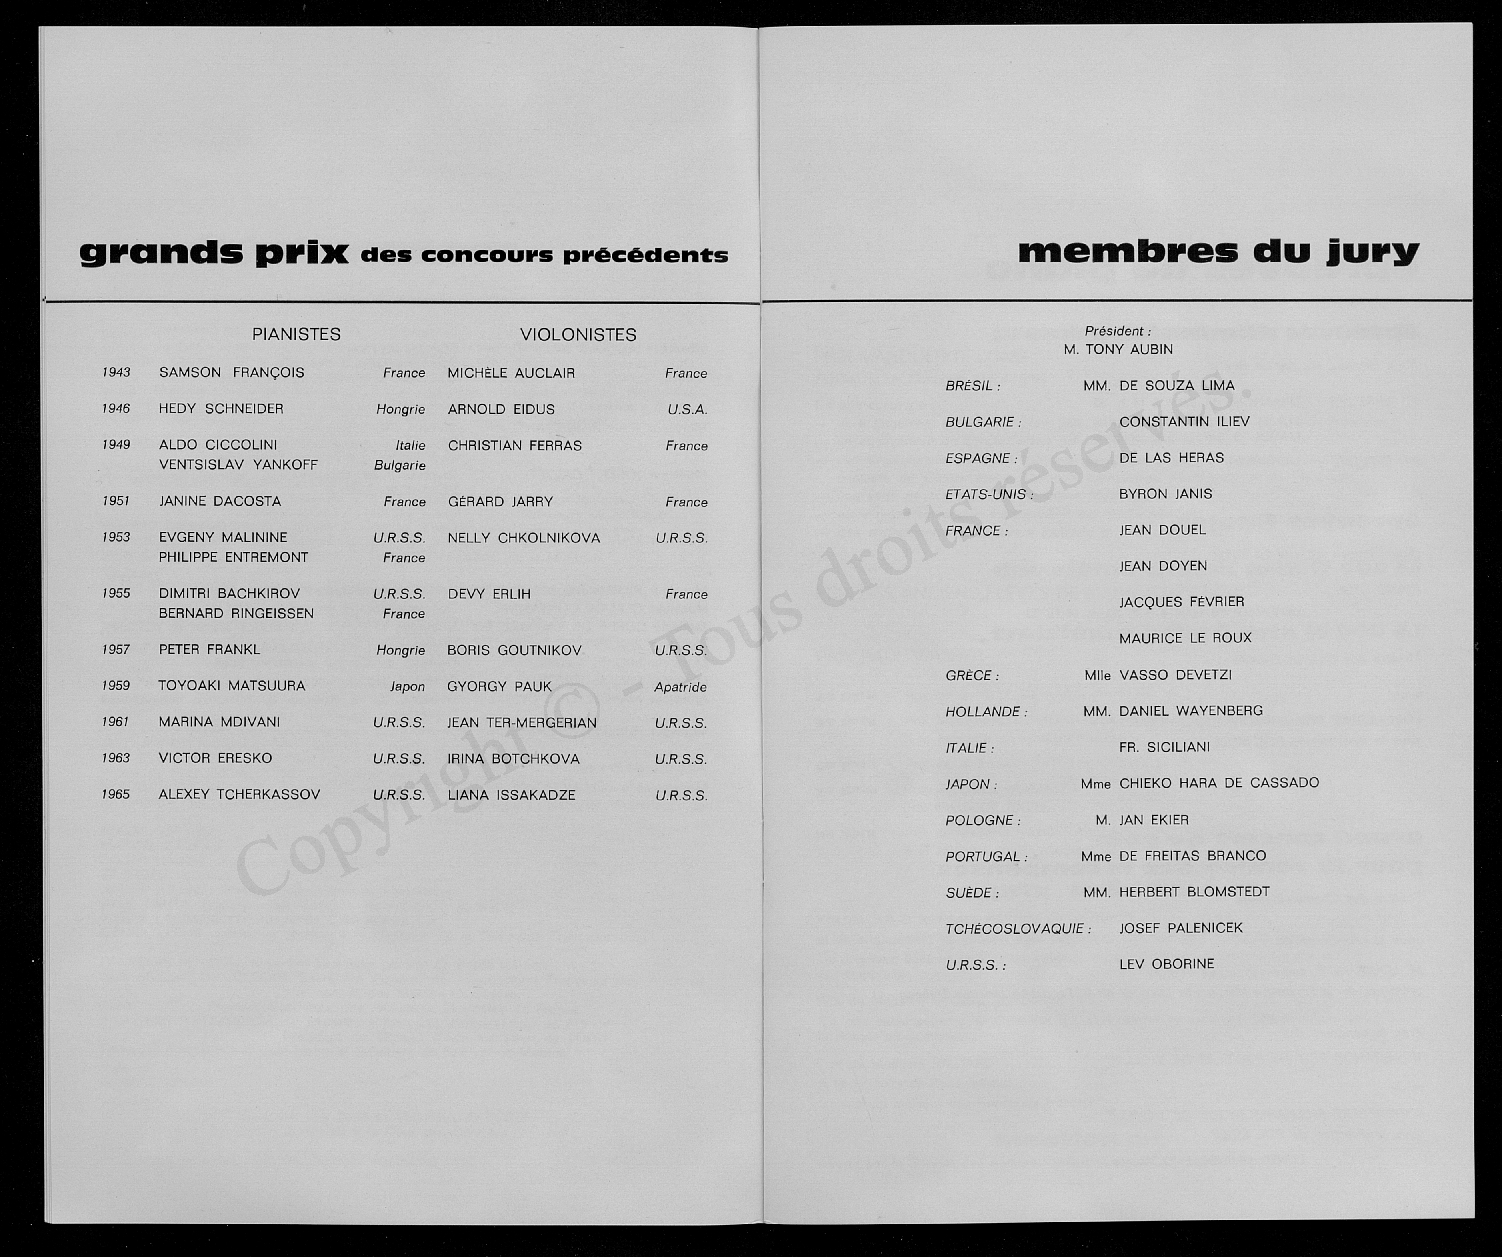 grands prix des concours précédents
PIANISTES VIOLONISTES
1943 SAMSON FRANÇOIS France MICHÈLE AUCLAIR France
1946 HEDY SCHNEIDER Hongrie ARNOLD EIDUS U.S.A.
1949 ALDO CICCOLINI Italie CHRISTIAN FERRAS France
VENTSISLAV YANKOFF Bulgarie
1951 JANINE DACOSTA France GÉRARD JARRY France
1953 EVGENY MALININE U.R.S.S. NELLY CHKOLNIKOVA U.R.S.S.
PHILIPPE ENTREMONT France
1955 DIMITRI BACHKIROV U.R.S.S. DEVY ERLIH France
BERNARD RINGEISSEN France
1957 PETER FRANKL Hongrie BORIS GOUTNIKOV U.R.S.S.
1959 TOYOAKI MATSUURA Japon GYORGY PAUK Apatride
1961 MARINA MDIVANI U.R.S.S. JEAN TER-MERGERIAN U.R.S.S.
1963 VICTOR ERESKO U.R.S.S. IRINA BOTCHKOVA U.R.S.S.
1965 ALEXEY TCHERKASSOV U.R.S.S. LIANA ISSAKADZE U.R.S.S.
membres du jury
Président :
M. TONY AUBIN
BRÉSIL : MM. DE SOUZA LIMA
BULGARIE : CONSTANTIN ILIEV
ESPAGNE : DE LAS HERAS
ETATS-UNIS : BYRON JANIS
FRANCE : JEAN DOUEL
JEAN DOYEN
JACQUES FÉVRIER
MAURICE LE ROUX
GRÈCE : Mlle VASSO DEVETZI
HOLLANDE : MM. DANIEL WAYENBERG
ITALIE : FR. SICILIANI
JAPON : Mme CHIEKO HARA DE CASSADO
POLOGNE : M. JAN EKIER
PORTUGAL : Mme DE FREITAS BRANCO
SUÈDE : MM. HERBERT BLOMSTEDT
TCHÉCOSLOVAQUIE : JOSEF PALENICEK
U.R.S.S. : LEV OBORINE
Copyright © - Tous droits réservés.